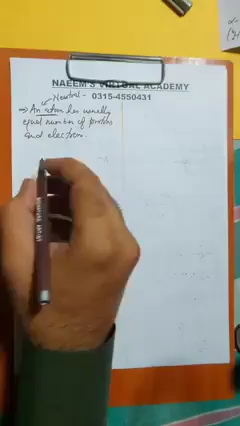 NAEEM'S VIRTUAL ACADEMY
Neutral - 0315-4550431
→ An atom has usually
equal number of protons
and electrons.